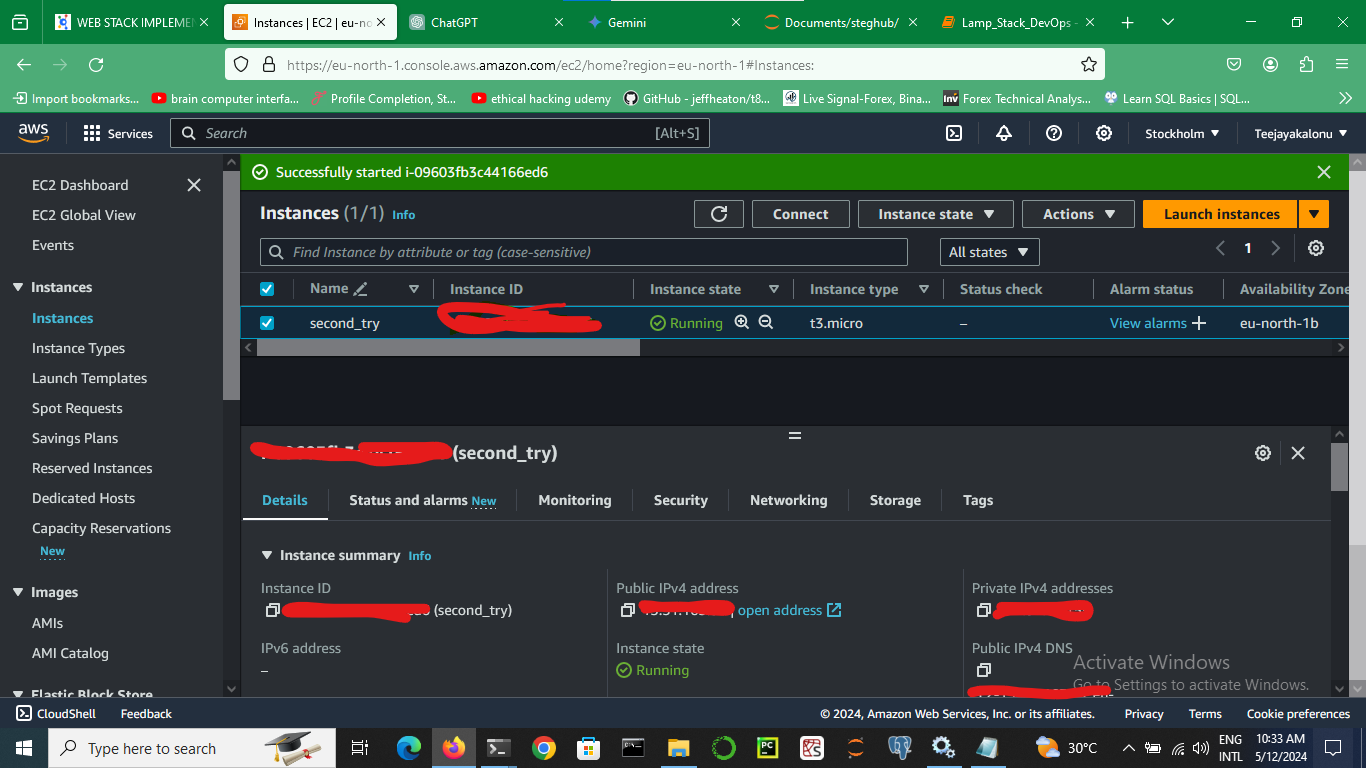 WEB STACK IMPLEMEN
Instances | EC2 | eu-no
ChatGPT
Gemini
Documents/steghub/
Lamp_Stack_DevOps -
https://eu-north-1.console.aws.amazon.com/ec2/home?region=eu-north-1#Instances:
Import bookmarks...
brain computer interfa...
Profile Completion, St...
ethical hacking udemy
GitHub - jeffheaton/t8...
Live Signal-Forex, Bina...
Inv Forex Technical Analys...
Learn SQL Basics | SQL...
aws
Services
Search
[Alt+S]
Stockholm
Teejayakalonu
EC2 Dashboard
EC2 Global View
Events
Instances
Instances
Instance Types
Launch Templates
Spot Requests
Savings Plans
Reserved Instances
Dedicated Hosts
Capacity Reservations
New
Images
AMIs
AMI Catalog
Elastic Block Store
Successfully started i-09603fb3c44166ed6
Instances (1/1) Info
Connect
Instance state
Actions
Launch instances
Find Instance by attribute or tag (case-sensitive)
All states
1
Name
Instance ID
Instance state
Instance type
Status check
Alarm status
Availability Zone
second_try
Running
t3.micro
–
View alarms +
eu-north-1b
(second_try)
Details
Status and alarms New
Monitoring
Security
Networking
Storage
Tags
Instance summary Info
Instance ID
(second_try)
Public IPv4 address
| open address
Private IPv4 addresses
IPv6 address
–
Instance state
Running
Public IPv4 DNS
Activate Windows
Go to Settings to activate Windows.
CloudShell
Feedback
© 2024, Amazon Web Services, Inc. or its affiliates.
Privacy
Terms
Cookie preferences
Type here to search
PC
30°C
ENG
INTL
10:33 AM
5/12/2024